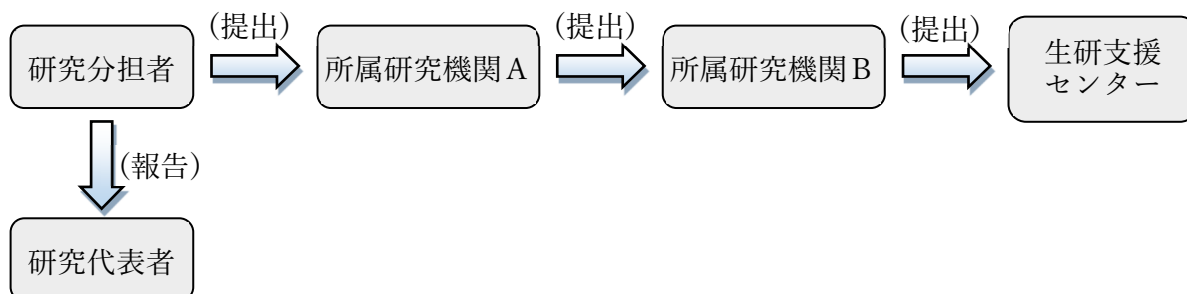 (提出)
(提出)
(提出)
研究分担者
所属研究機関A
所属研究機関B
生研支援
センター
(報告)
研究代表者